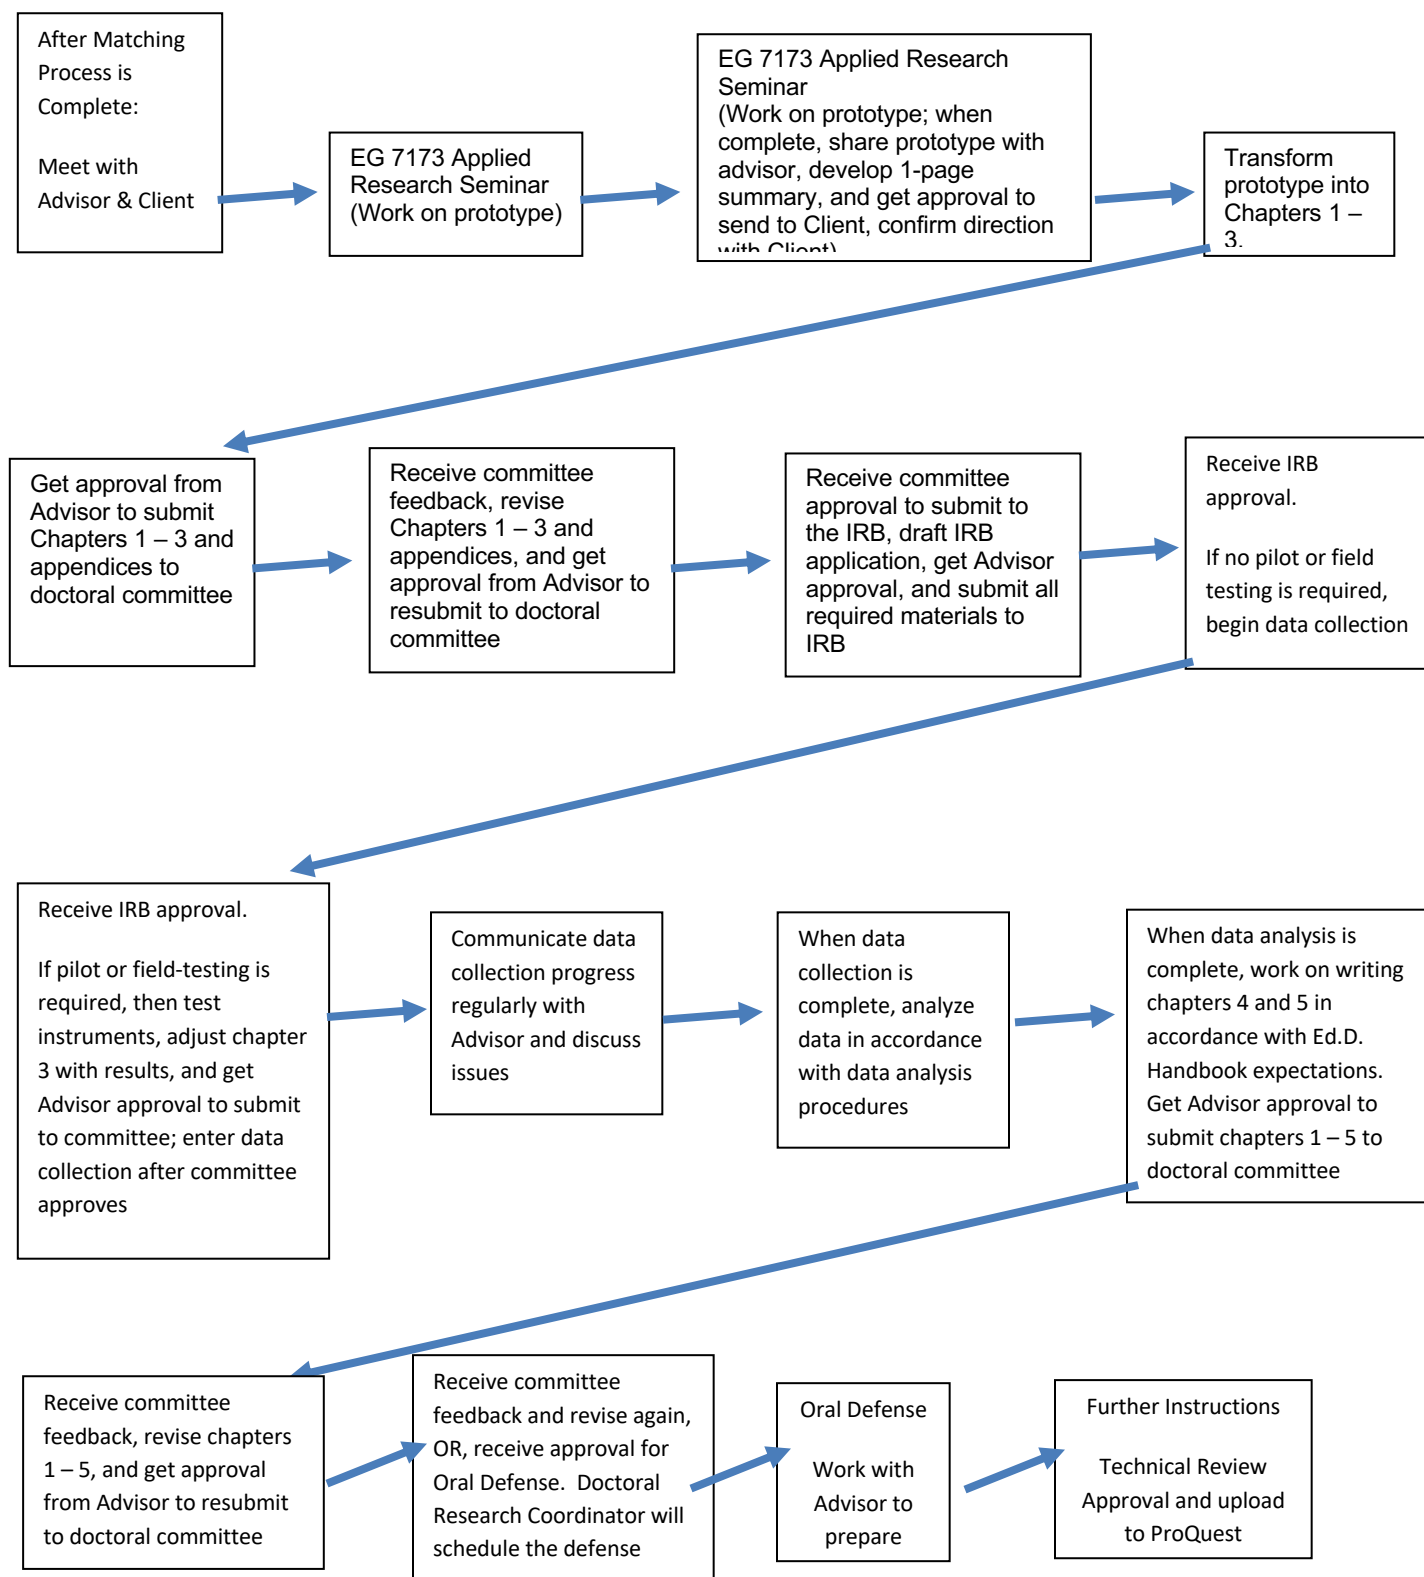 After Matching
Process is
Complete:
Meet with
Advisor & Client
EG 7173 Applied
Research Seminar
(Work on prototype)
EG 7173 Applied Research
Seminar
(Work on prototype; when
complete, share prototype with
advisor, develop 1-page
summary, and get approval to
send to Client, confirm direction
with Client)
Transform
prototype into
Chapters 1 –
3.
Get approval from
Advisor to submit
Chapters 1 – 3 and
appendices to
doctoral committee
Receive committee
feedback, revise
Chapters 1 – 3 and
appendices, and get
approval from Advisor to
resubmit to doctoral
committee
Receive committee
approval to submit to
the IRB, draft IRB
application, get Advisor
approval, and submit all
required materials to
IRB
Receive IRB
approval.
If no pilot or field
testing is required,
begin data collection
Receive IRB approval.
If pilot or field-testing is
required, then test
instruments, adjust chapter
3 with results, and get
Advisor approval to submit
to committee; enter data
collection after committee
approves
Communicate data
collection progress
regularly with
Advisor and discuss
issues
When data
collection is
complete, analyze
data in accordance
with data analysis
procedures
When data analysis is
complete, work on writing
chapters 4 and 5 in
accordance with Ed.D.
Handbook expectations.
Get Advisor approval to
submit chapters 1 – 5 to
doctoral committee
Receive committee
feedback, revise chapters
1 – 5, and get approval
from Advisor to resubmit
to doctoral committee
Receive committee
feedback and revise again,
OR, receive approval for
Oral Defense.  Doctoral
Research Coordinator will
schedule the defense
Oral Defense
Work with
Advisor to
prepare
Further Instructions
Technical Review
Approval and upload
to ProQuest